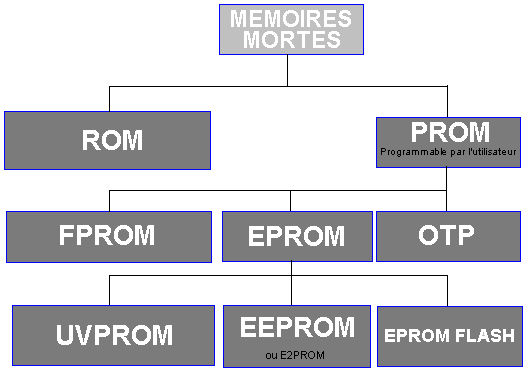 MEMOIRES
MORTES
ROM
PROM
Programmable par l'utilisateur
FPROM
EPROM
OTP
UVPROM
EEPROM
ou E2PROM
EPROM FLASH